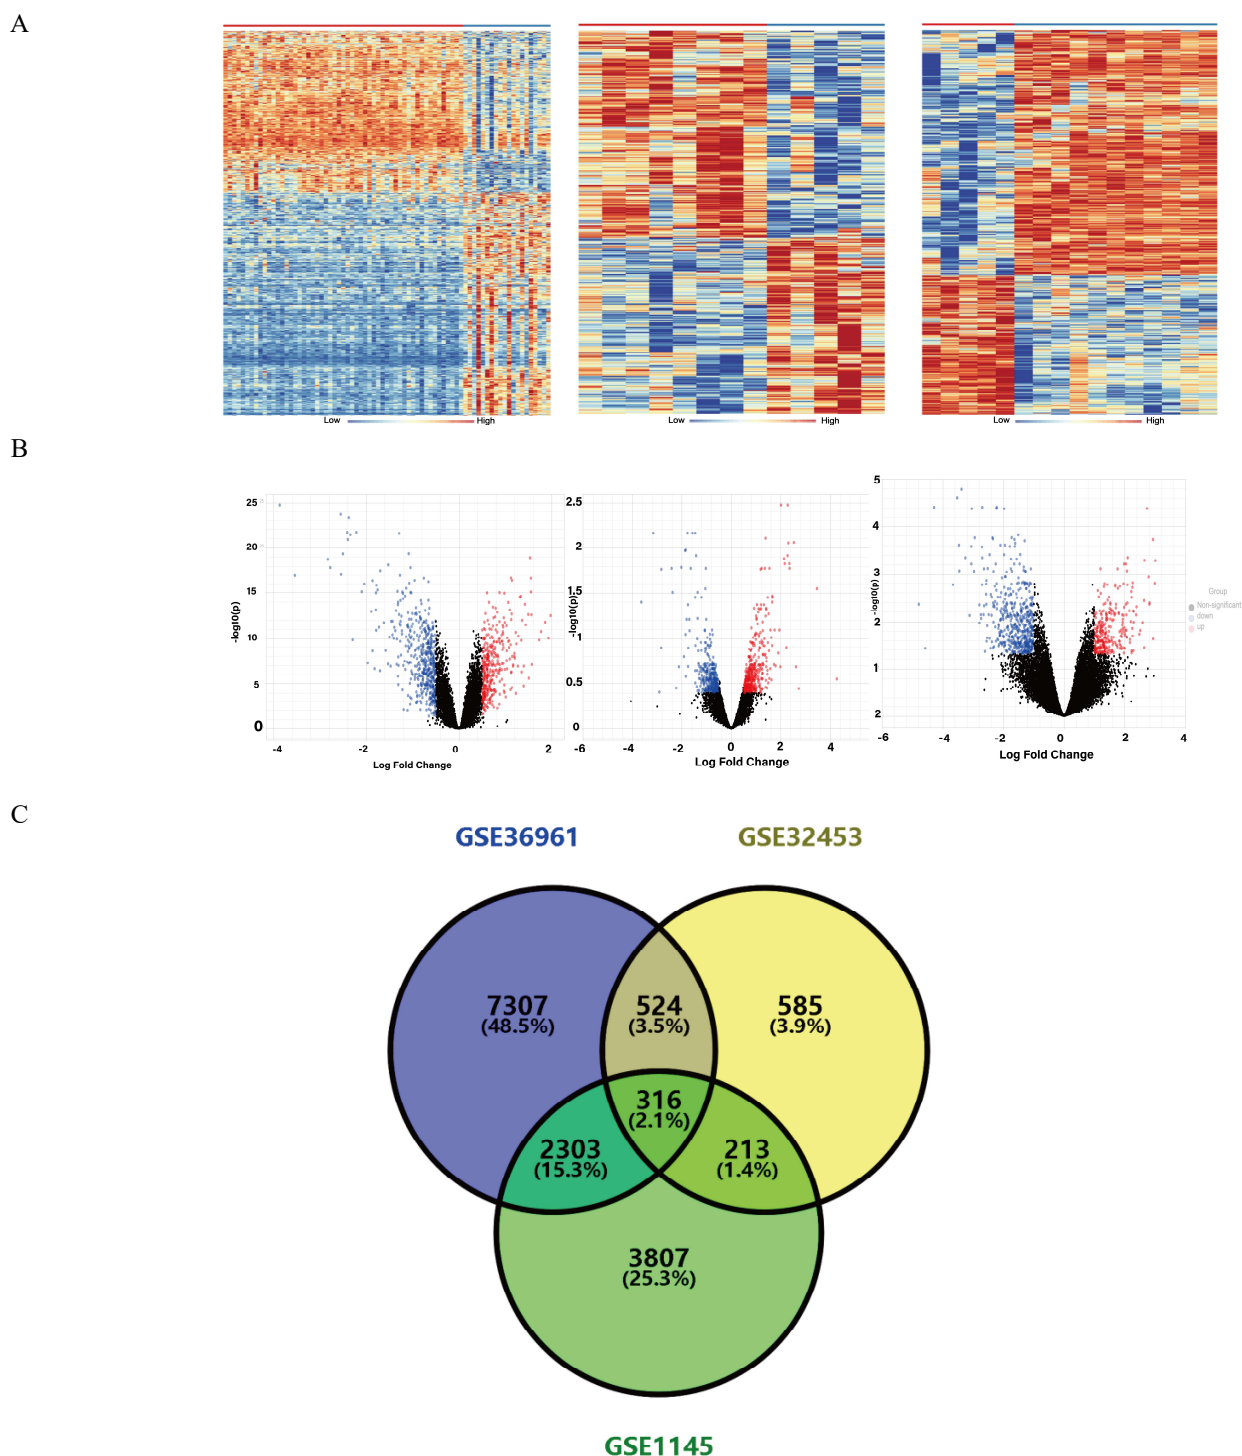 A
Low High
Low High
Low High
B
25
20
15
10
5
0
-log10(p)
-4 -2 0 2
Log Fold Change
2.5
2
1.5
1
0.5
0
-log10(p)
-6 -4 -2 0 2 4
Log Fold Change
5
4
3
2
1
2
-log10(p)
-6 -4 -2 0 2 4
Log Fold Change
Group
Non-significant
down
up
C
GSE36961 GSE32453
7307
(48.5%)
524
(3.5%)
585
(3.9%)
316
(2.1%)
2303
(15.3%)
213
(1.4%)
3807
(25.3%)
GSE1145